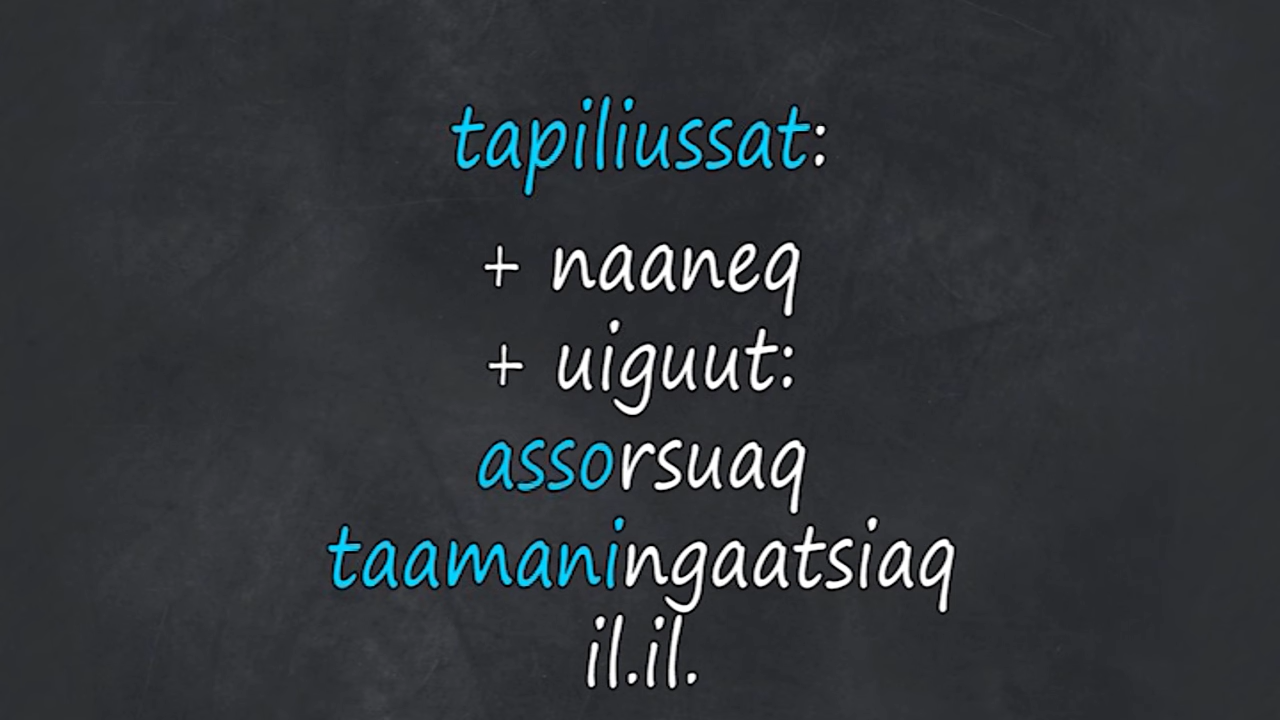 tapiliussat:
+ naaneq
+ uiguut:
assorsuaq
taamaningaatsiaq
il.il.